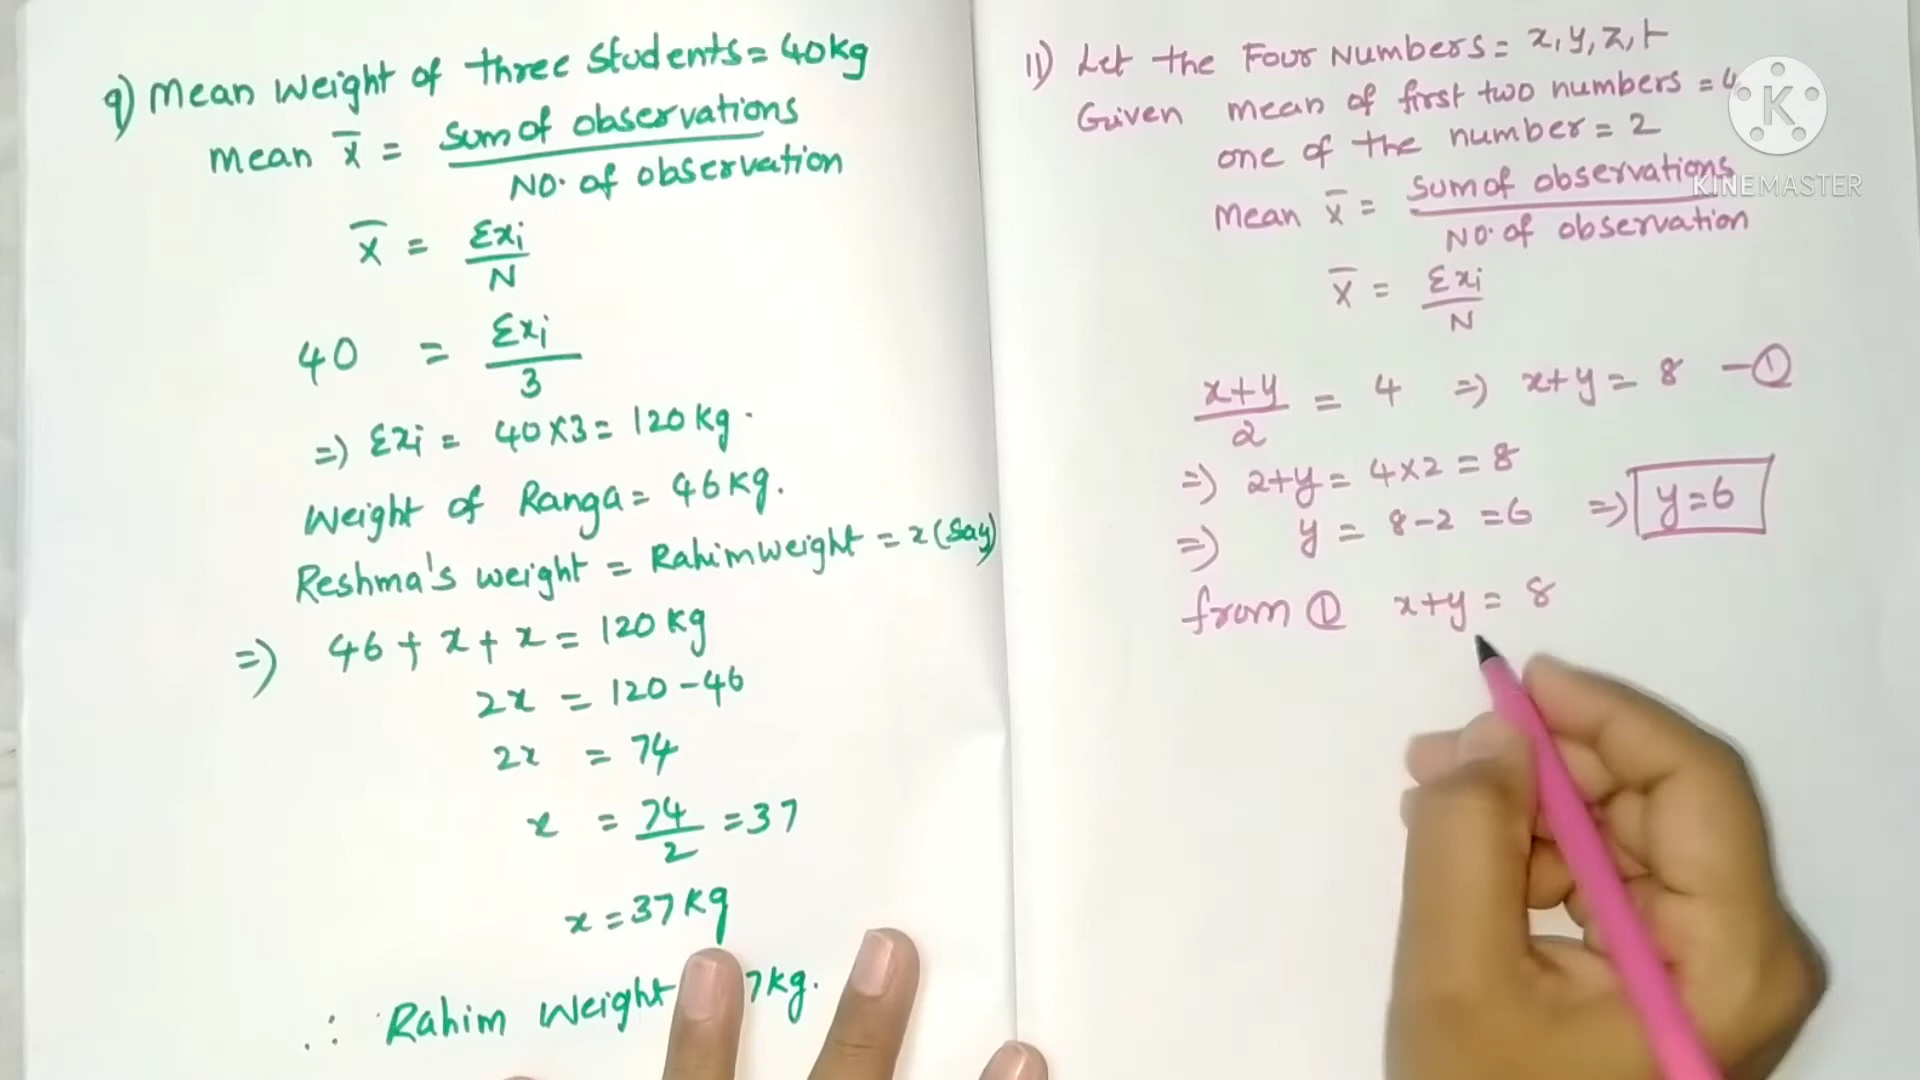 9) Mean Weight of three Students = 40kg
Mean x̄ = Sum of observations / No. of observation
x̄ = Σxi / N
40 = Σxi / 3
=) Σxi = 40x3 = 120 kg.
Weight of Ranga = 46 kg.
Reshma's weight = Rahim weight = x (say)
=) 46 + x + x = 120 kg
2x = 120 - 46
2x = 74
x = 74 / 2 = 37
x = 37 kg
∴ Rahim Weight 7kg.
11) Let the Four Numbers = x, y, z, t
Given mean of first two numbers = 4
one of the number = 2
Mean x̄ = Sum of observations / No. of observation
x̄ = Σxi / N
x+y / 2 = 4 =) x+y = 8 - ①
=) 2+y = 4x2 = 8
=) y = 8-2 = 6 =) y=6
from ① x+y = 8
K
KINEMASTER